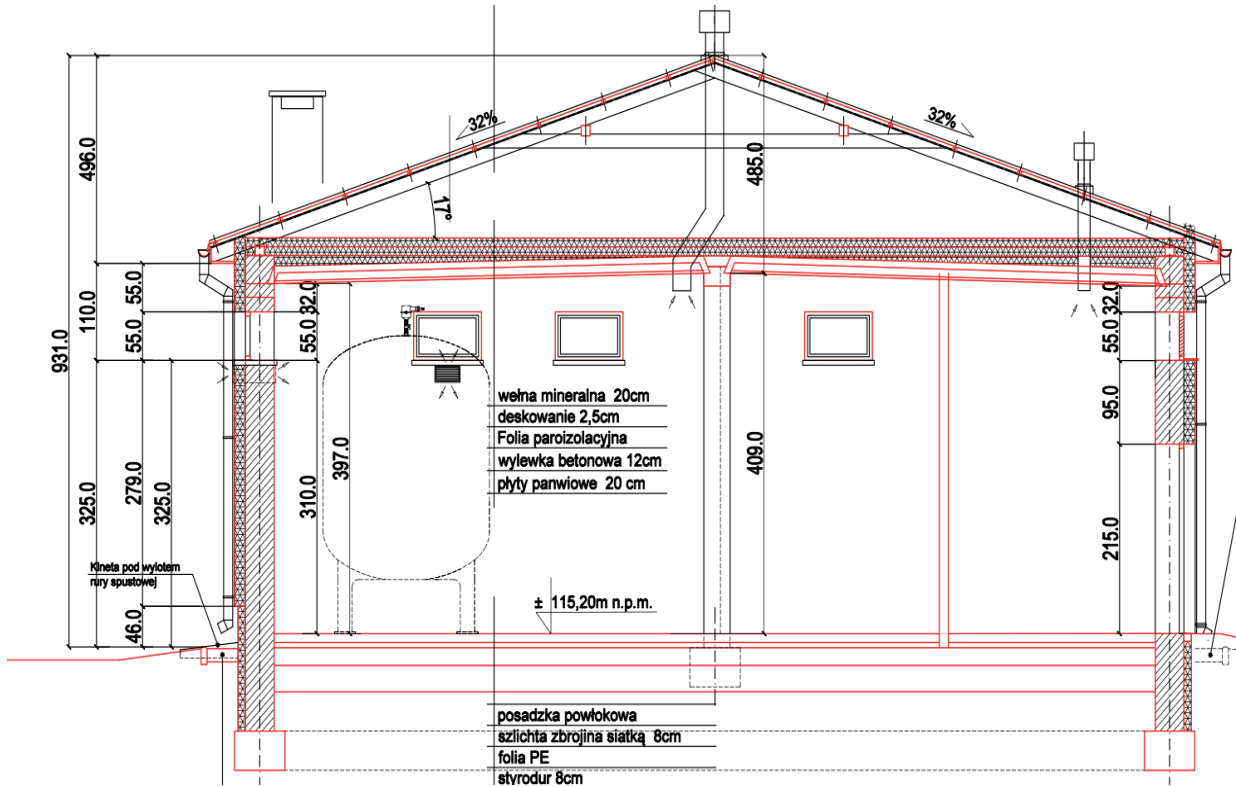 32%
32%
496.0
485.0
17°
55.0
110.0
32.0
32.0
55.0
55.0
55.0
931.0
wełna mineralna 20cm
deskowanie 2,5cm
Folia paroizolacyjna
wylewka betonowa 12cm
płyty panwiowe 20 cm
95.0
397.0
409.0
279.0
325.0
325.0
310.0
215.0
Kineta pod wylotem
rury spustowej
46.0
± 115,20m n.p.m.
posadzka powłokowa
szlichta zbrojina siatką 8cm
folia PE
styrodur 8cm